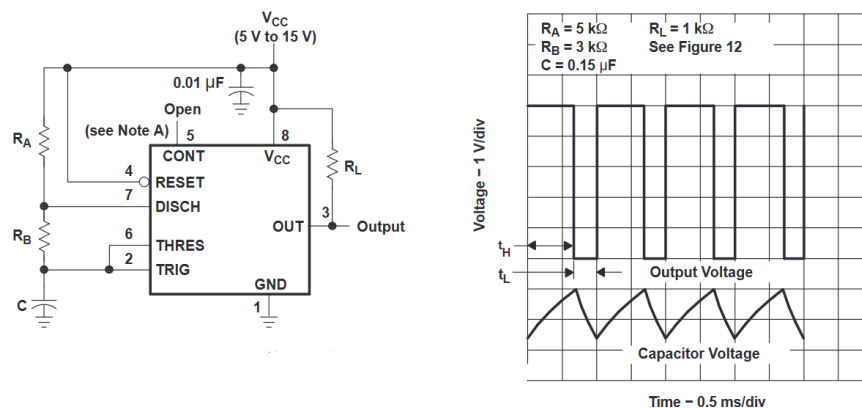 VCC
(5 V to 15 V)
0.01 µF
Open
(see Note A)
5
8
CONT
VCC
RA
RL
4
RESET
7
DISCH
3
OUT
Output
RB
6
THRES
2
TRIG
GND
C
1
RA = 5 kΩ
RL = 1 kΩ
RB = 3 kΩ
See Figure 12
C = 0.15 µF
Voltage − 1 V/div
tH
tL
Output Voltage
Capacitor Voltage
Time − 0.5 ms/div